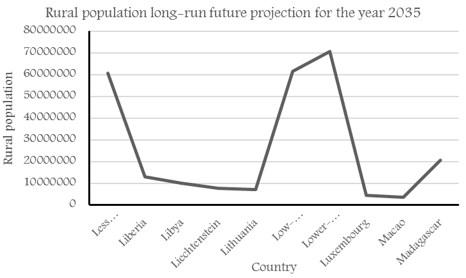 Rural population long-run future projection for the year 2035
80000000
70000000
60000000
50000000
40000000
30000000
20000000
10000000
0
Rural population
Less...
Liberia
Libya
Liechtenstein
Lithuania
Low-...
Lower-...
Luxembourg
Macao
Madagascar
Country